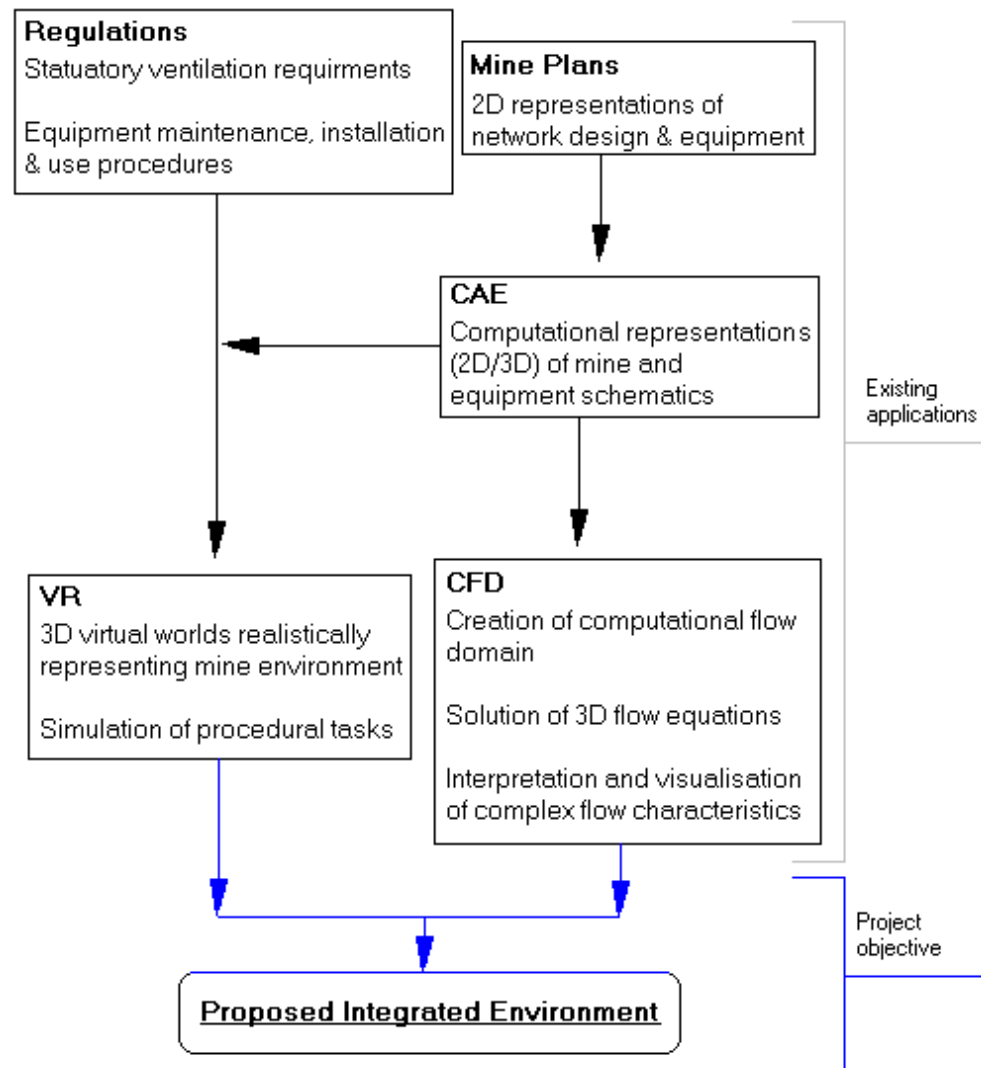 Regulations
Statuatory ventilation requirments
Equipment maintenance, installation
& use procedures
Mine Plans
2D representations of
network design & equipment
CAE
Computational representations
(2D/3D) of mine and
equipment schematics
Existing
applications
VR
3D virtual worlds realistically
representing mine environment
Simulation of procedural tasks
CFD
Creation of computational flow
domain
Solution of 3D flow equations
Interpretation and visualisation
of complex flow characteristics
Project
objective
Proposed Integrated Environment